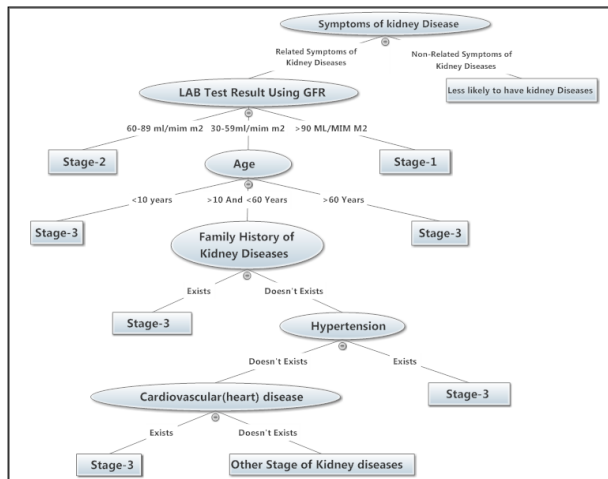 Symptoms of kidney Disease
Related Symptoms of
Kidney Diseases
Non-Related Symptoms of
Kidney Diseases
LAB Test Result Using GFR
Less likely to have kidney Diseases
60-89 ml/mim m2
30-59ml/mim m2
>90 ML/MIM M2
Stage-2
Age
Stage-1
<10 years
>10 And <60 Years
>60 Years
Stage-3
Family History of
Kidney Diseases
Stage-3
Exists
Doesn't Exists
Stage-3
Hypertension
Doesn't Exists
Exists
Cardiovascular(heart) disease
Stage-3
Exists
Doesn't Exists
Stage-3
Other Stage of Kidney diseases